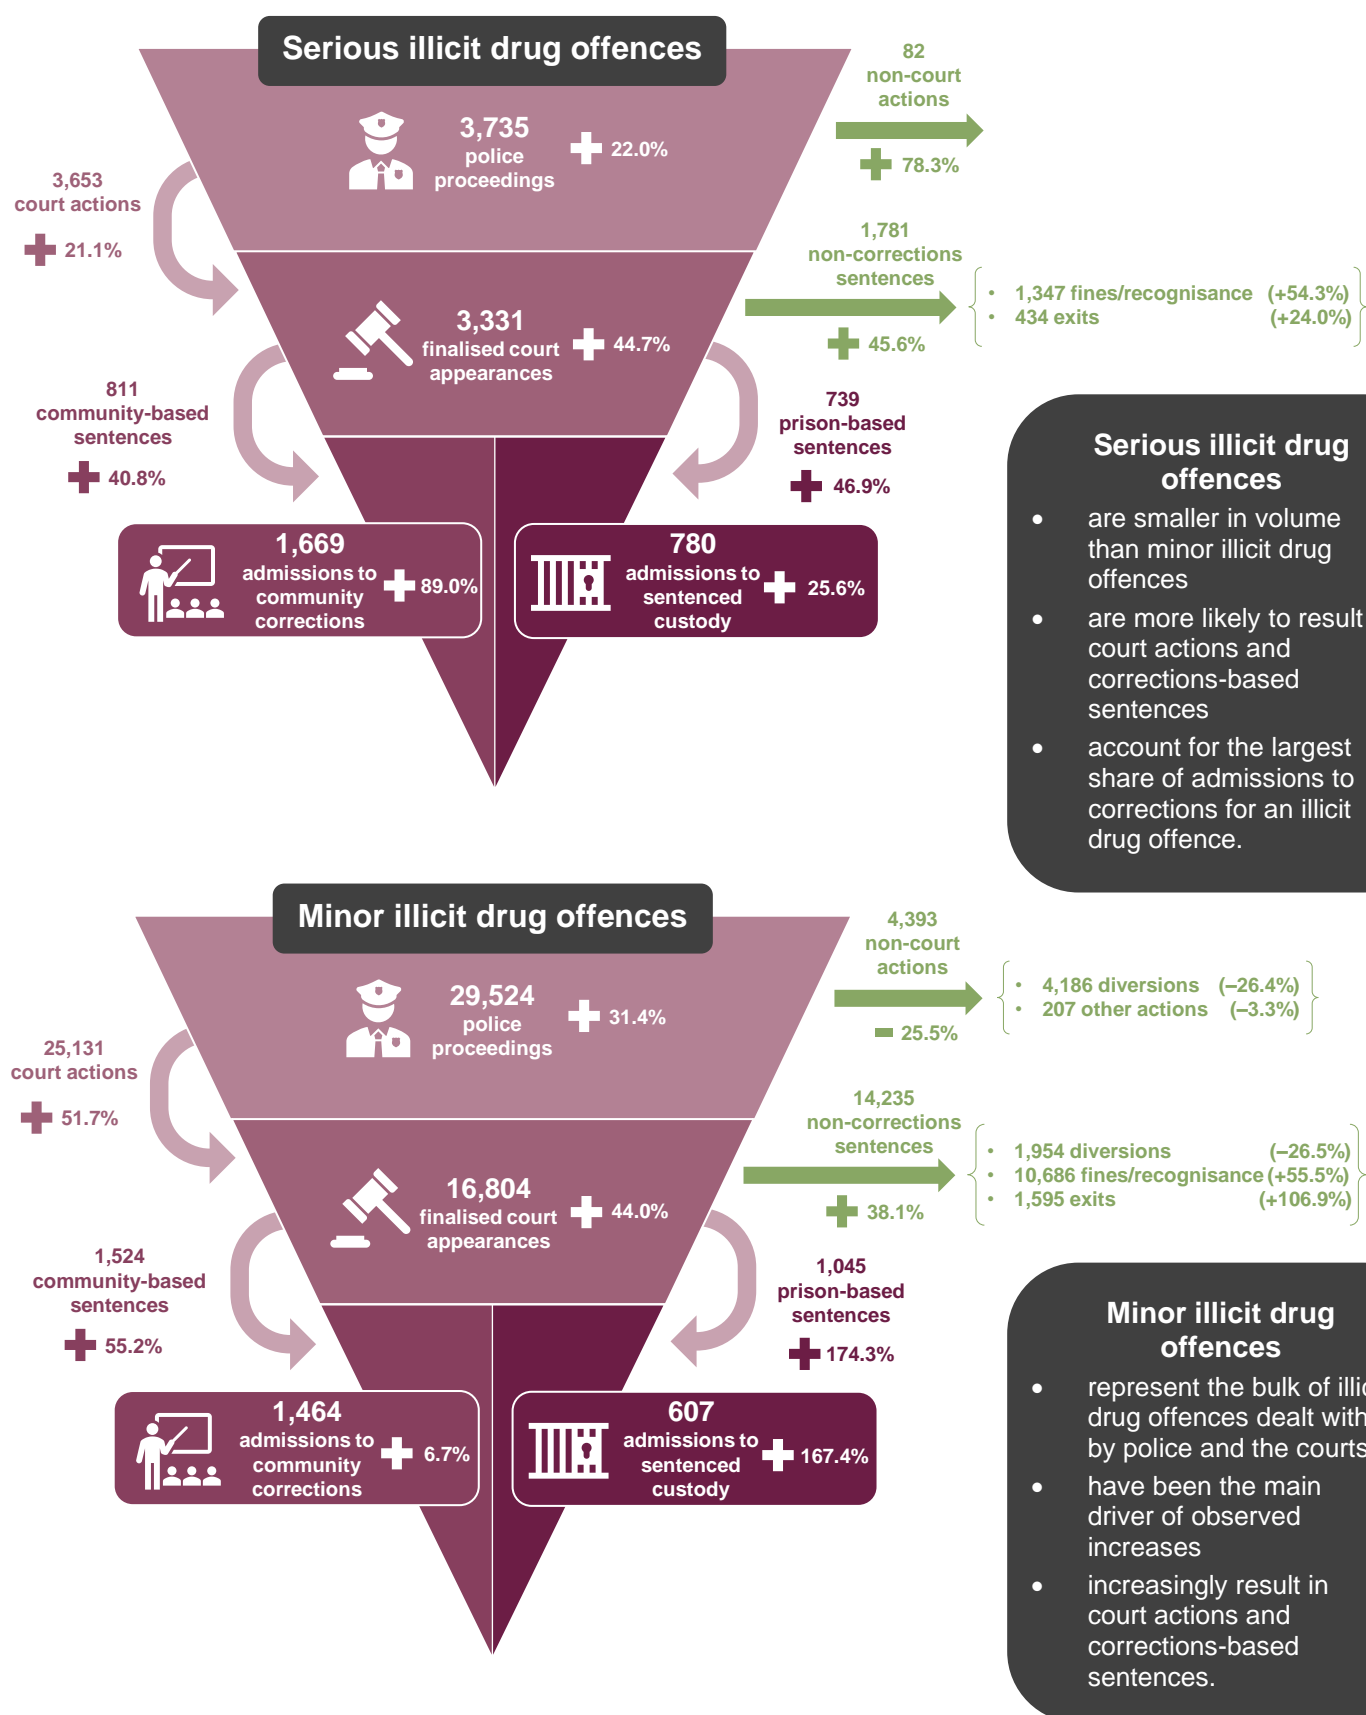 Serious illicit drug offences
82
non-court
actions
78.3%
3,735
police
proceedings
22.0%
3,653
court actions
21.1%
1,781
non-corrections
sentences
45.6%
• 1,347 fines/recognisance (+54.3%)
• 434 exits (+24.0%)
3,331
finalised court
appearances
44.7%
811
community-based
sentences
40.8%
739
prison-based
sentences
46.9%
1,669
admissions to
community
corrections
89.0%
780
admissions to
sentenced
custody
25.6%
Serious illicit drug
offences
• are smaller in volume
than minor illicit drug
offences
• are more likely to result
court actions and
corrections-based
sentences
• account for the largest
share of admissions to
corrections for an illicit
drug offence.
Minor illicit drug offences
4,393
non-court
actions
25.5%
• 4,186 diversions (–26.4%)
• 207 other actions (–3.3%)
29,524
police
proceedings
31.4%
25,131
court actions
51.7%
14,235
non-corrections
sentences
38.1%
• 1,954 diversions (–26.5%)
• 10,686 fines/recognisance (+55.5%)
• 1,595 exits (+106.9%)
16,804
finalised court
appearances
44.0%
1,524
community-based
sentences
55.2%
1,045
prison-based
sentences
174.3%
1,464
admissions to
community
corrections
6.7%
607
admissions to
sentenced
custody
167.4%
Minor illicit drug
offences
• represent the bulk of
drug offences dealt with
by police and the courts
• have been the main
driver of observed
increases
• increasingly result in
court actions and
corrections-based
sentences.